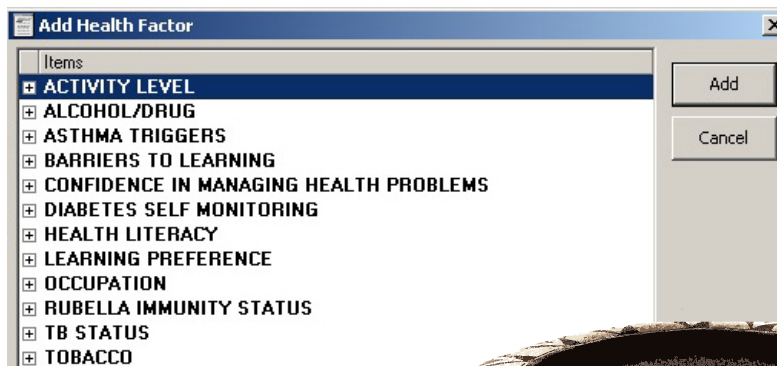 Add Health Factor
Items
ACTIVITY LEVEL
ALCOHOL/DRUG
ASTHMA TRIGGERS
BARRIERS TO LEARNING
CONFIDENCE IN MANAGING HEALTH PROBLEMS
DIABETES SELF MONITORING
HEALTH LITERACY
LEARNING PREFERENCE
OCCUPATION
RUBELLA IMMUNITY STATUS
TB STATUS
TOBACCO
Add
Cancel